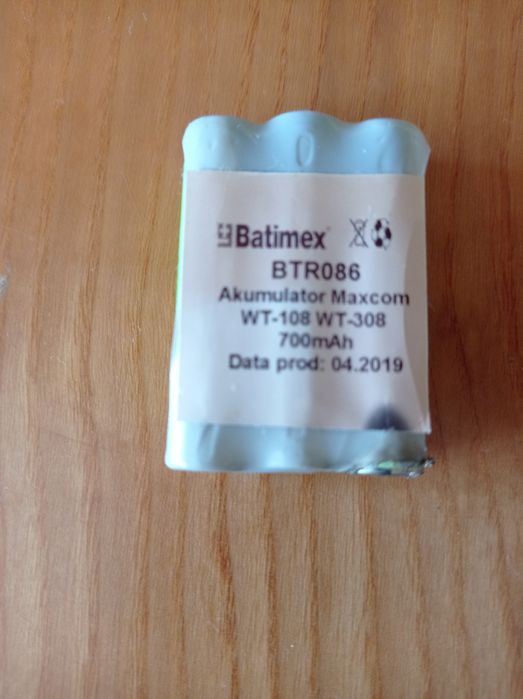 Batimex
BTR086
Akumulator Maxcom
WT-108 WT-308
700mAh
Data prod: 04.2019